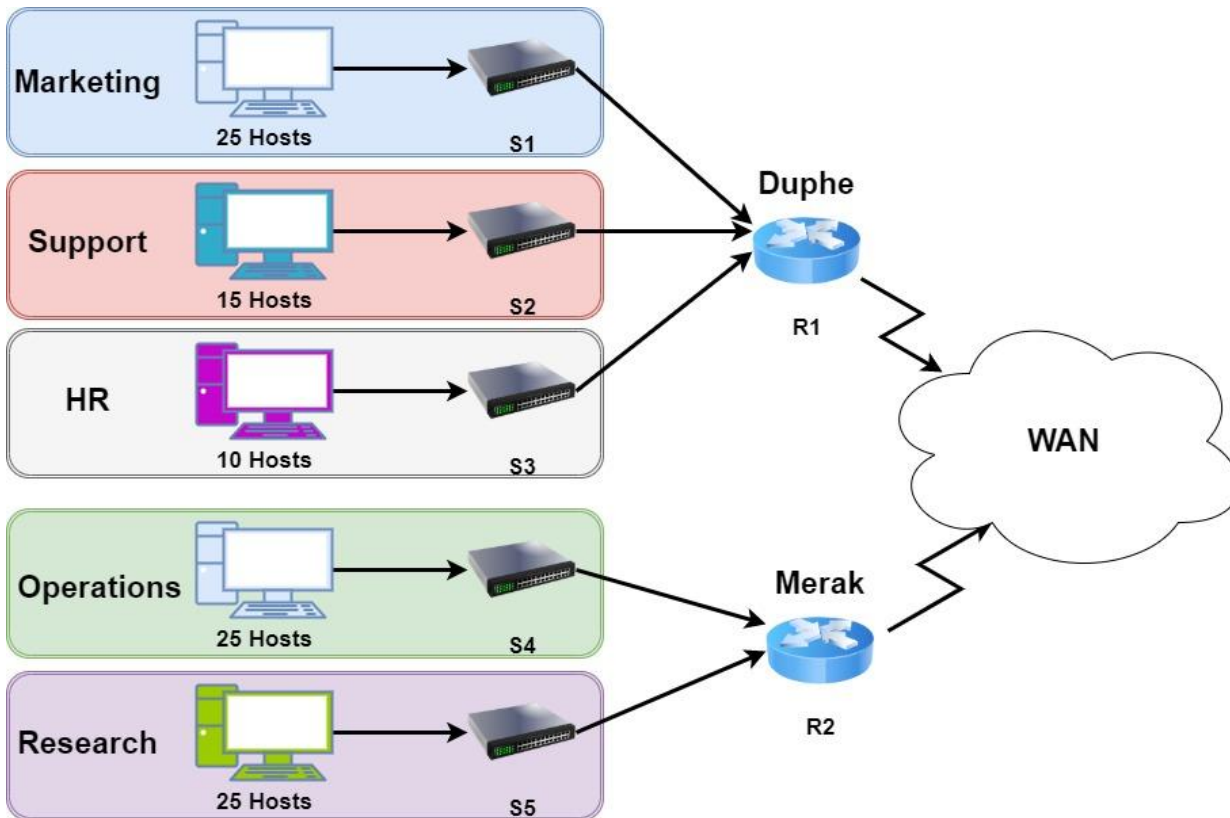 Marketing
25 Hosts
S1
Support
15 Hosts
S2
HR
10 Hosts
S3
Operations
25 Hosts
S4
Research
25 Hosts
S5
Duphe
R1
Merak
R2
WAN